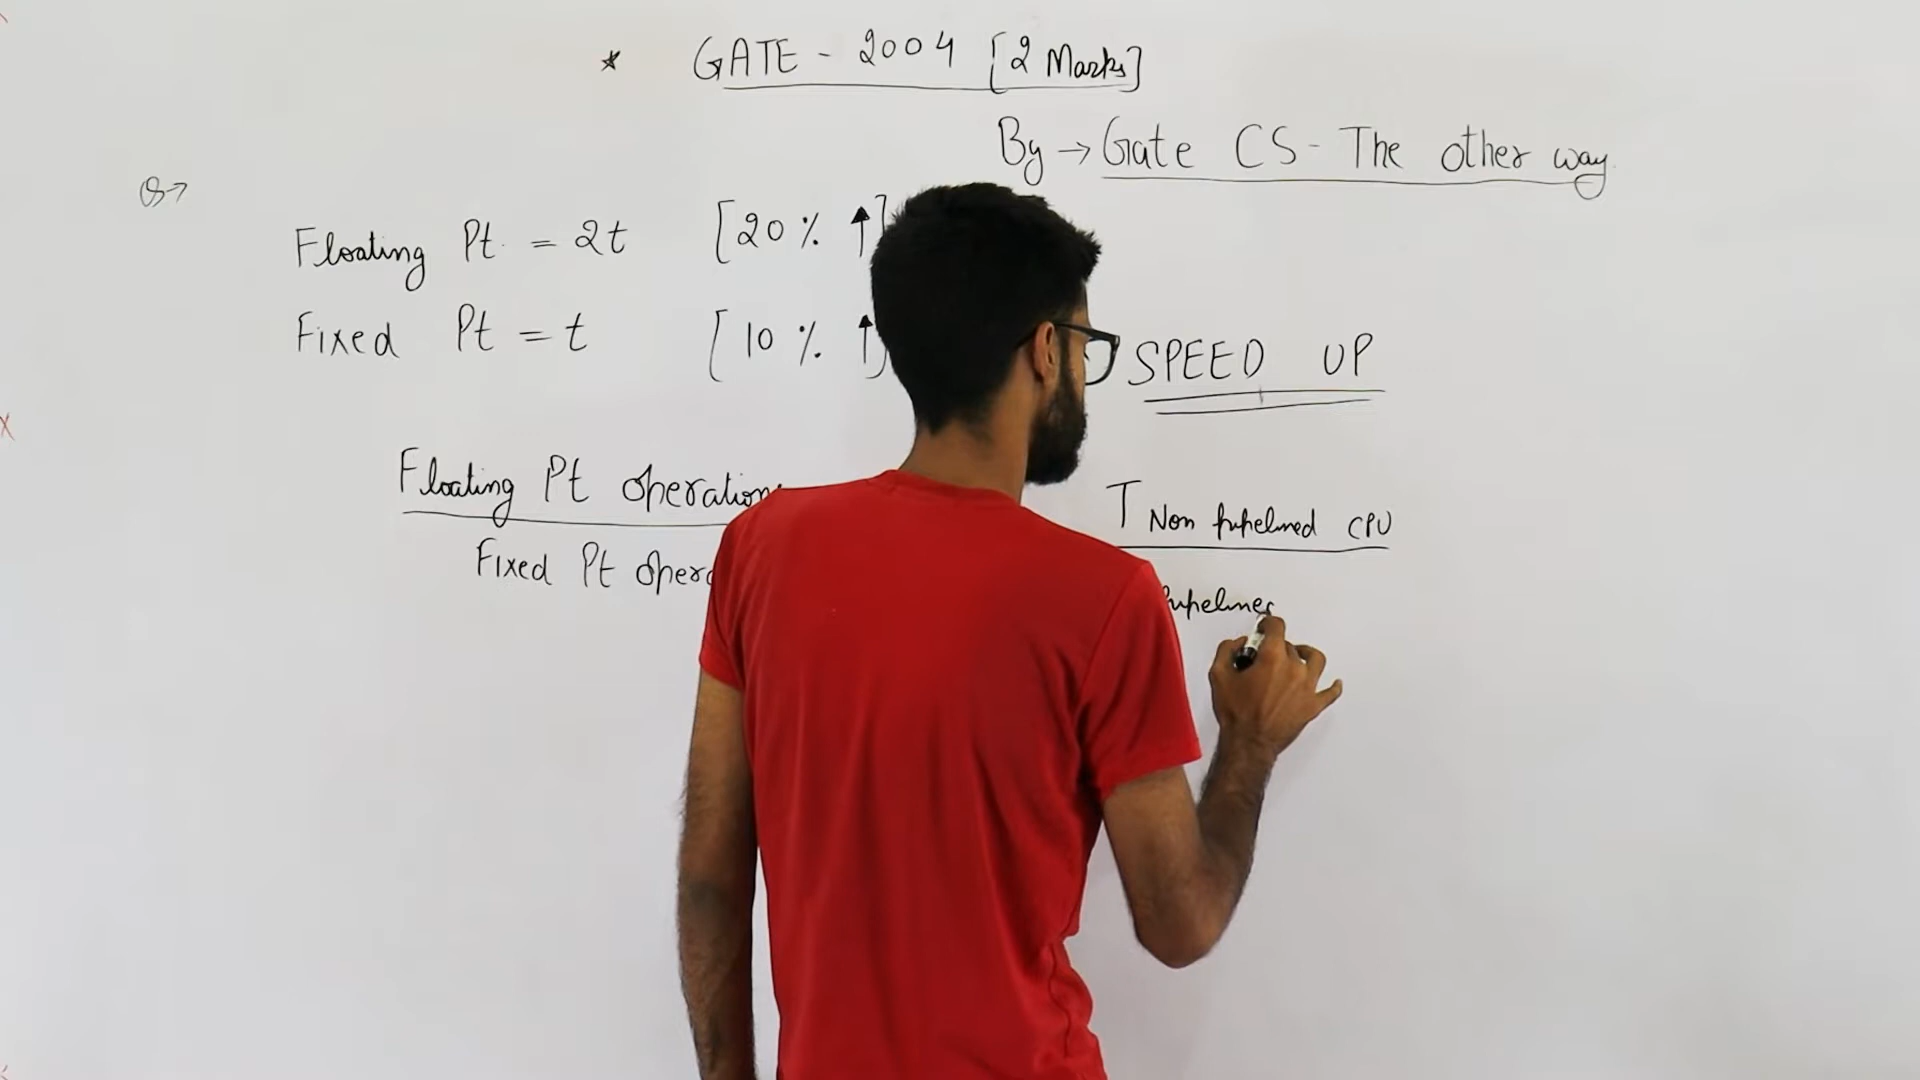 * GATE - 2004 [2 Marks]
By → Gate CS - The other way
Q→
Floating Pt. = 2t [20 % ↑]
Fixed Pt = t [10 % ↑]
SPEED UP
Floating Pt operation
Fixed Pt opera
T Non pipelined CPU
pipeline